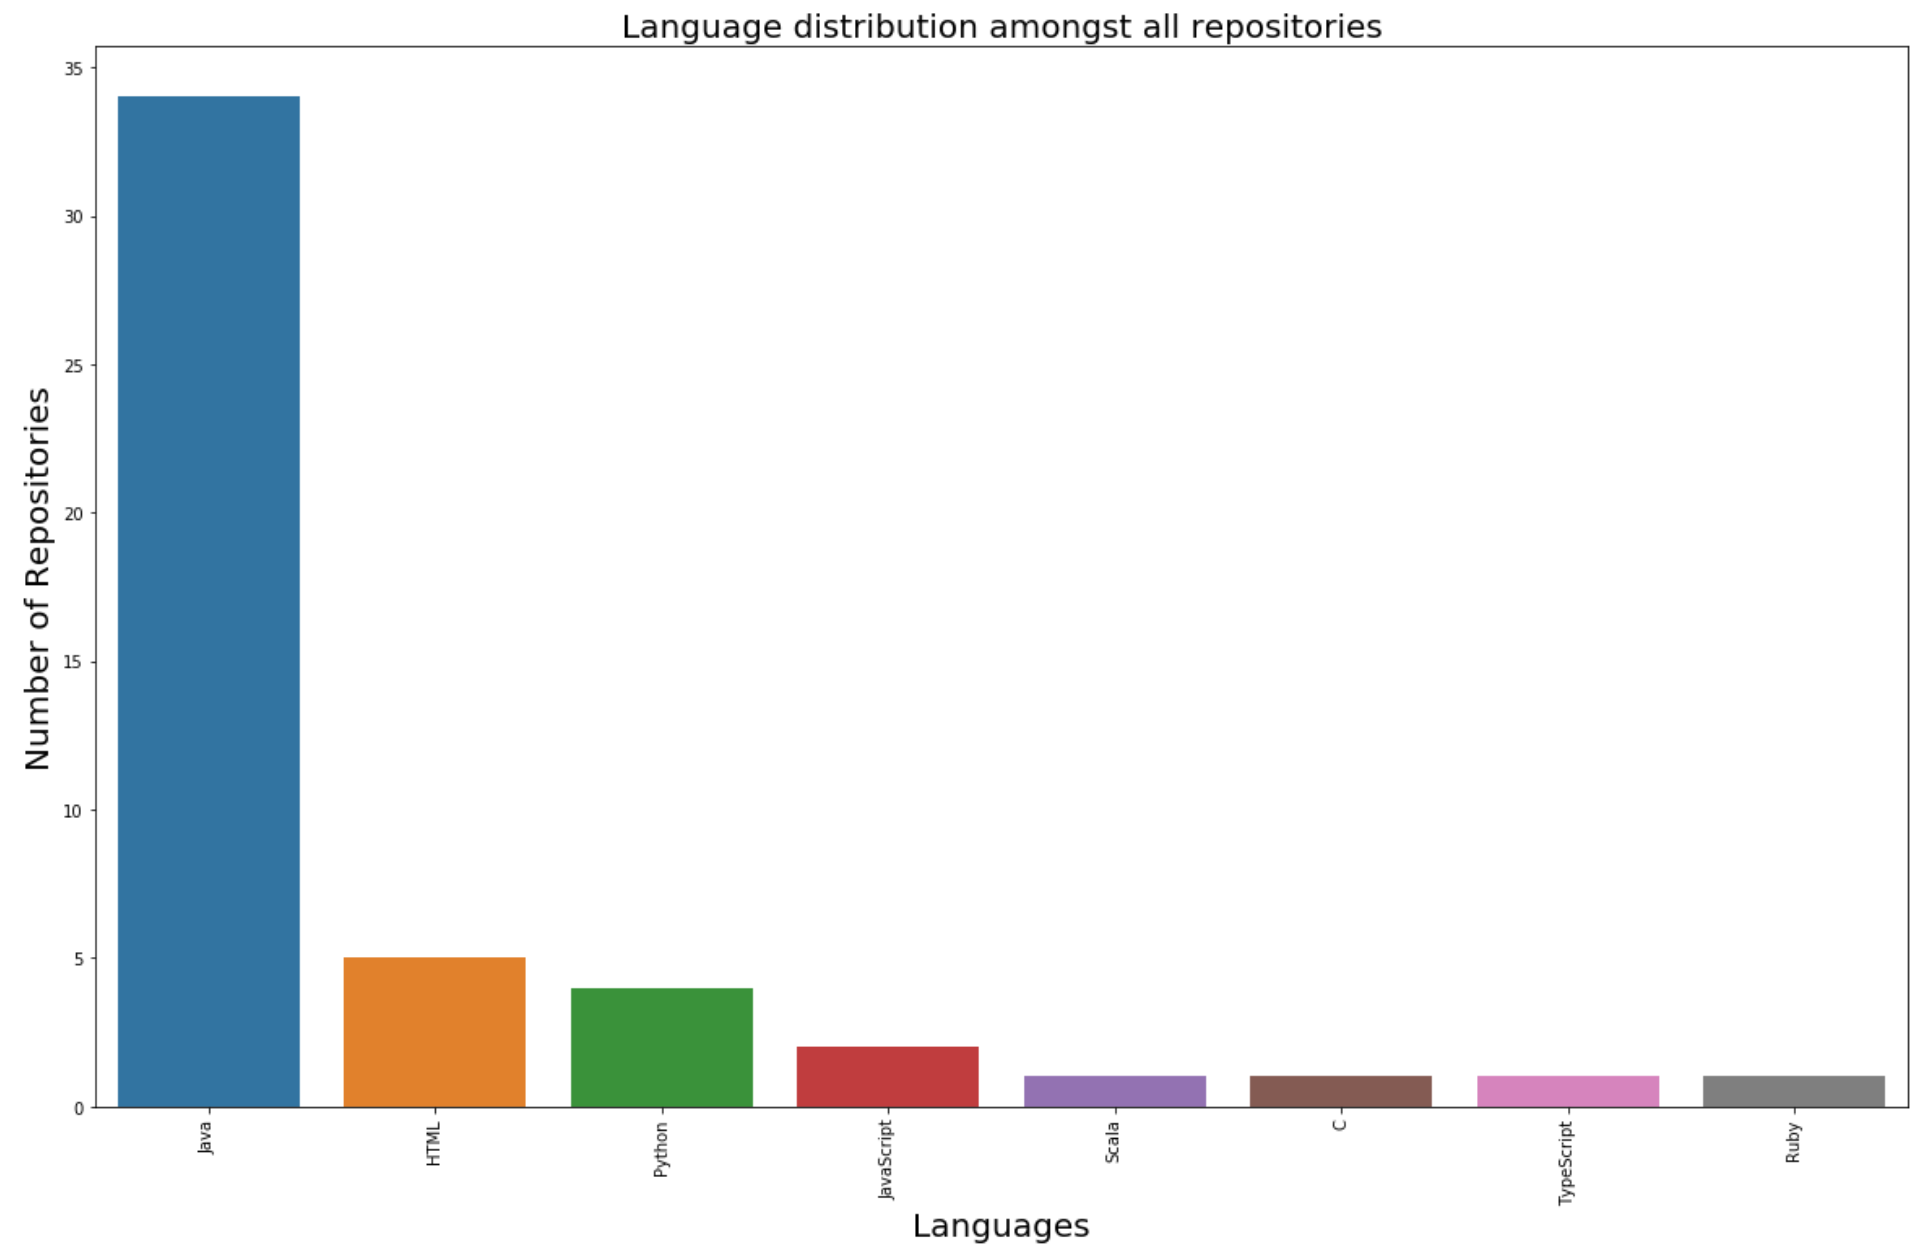 Language distribution amongst all repositories
Number of Repositories
35
30
25
20
15
10
5
0
Java
HTML
Python
JavaScript
Scala
C
TypeScript
Ruby
Languages